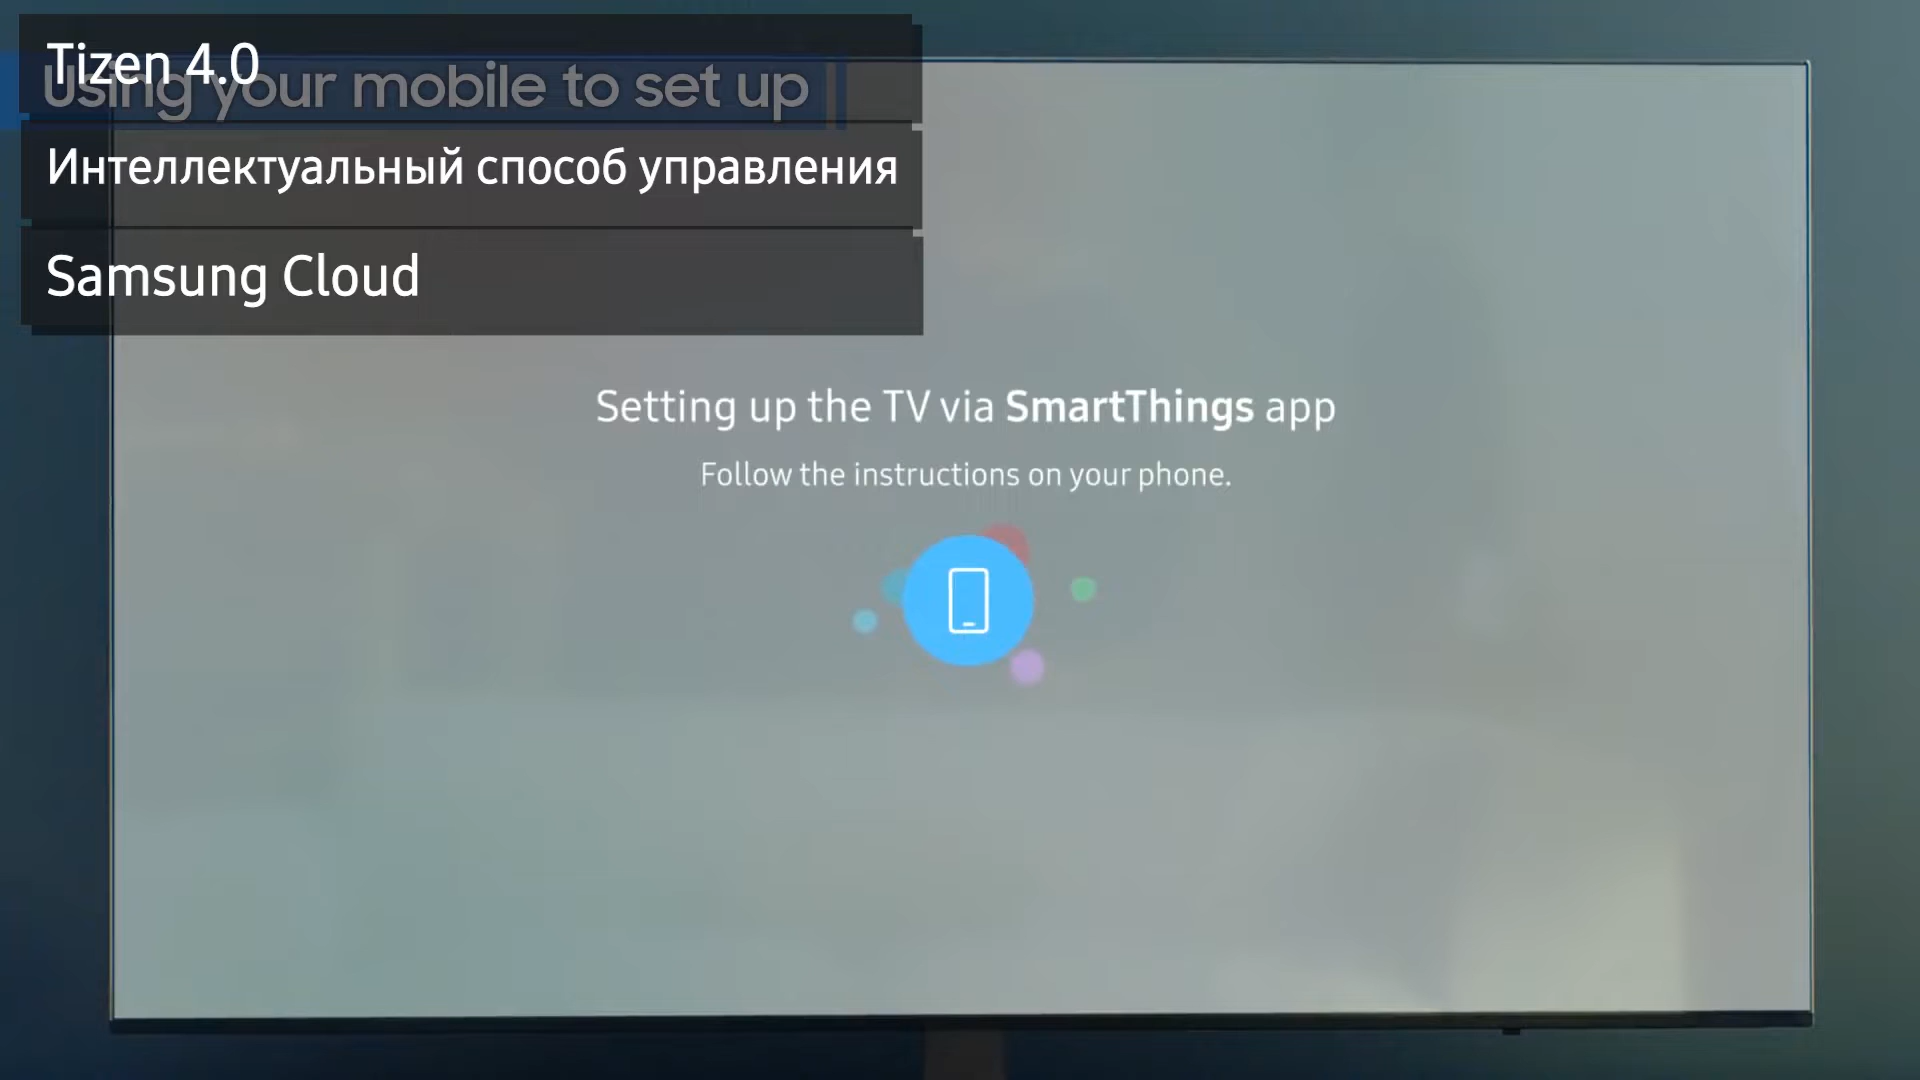 Tizen 4.0
Using your mobile to set up
Интеллектуальный способ управления
Samsung Cloud
Setting up the TV via SmartThings app
Follow the instructions on your phone.